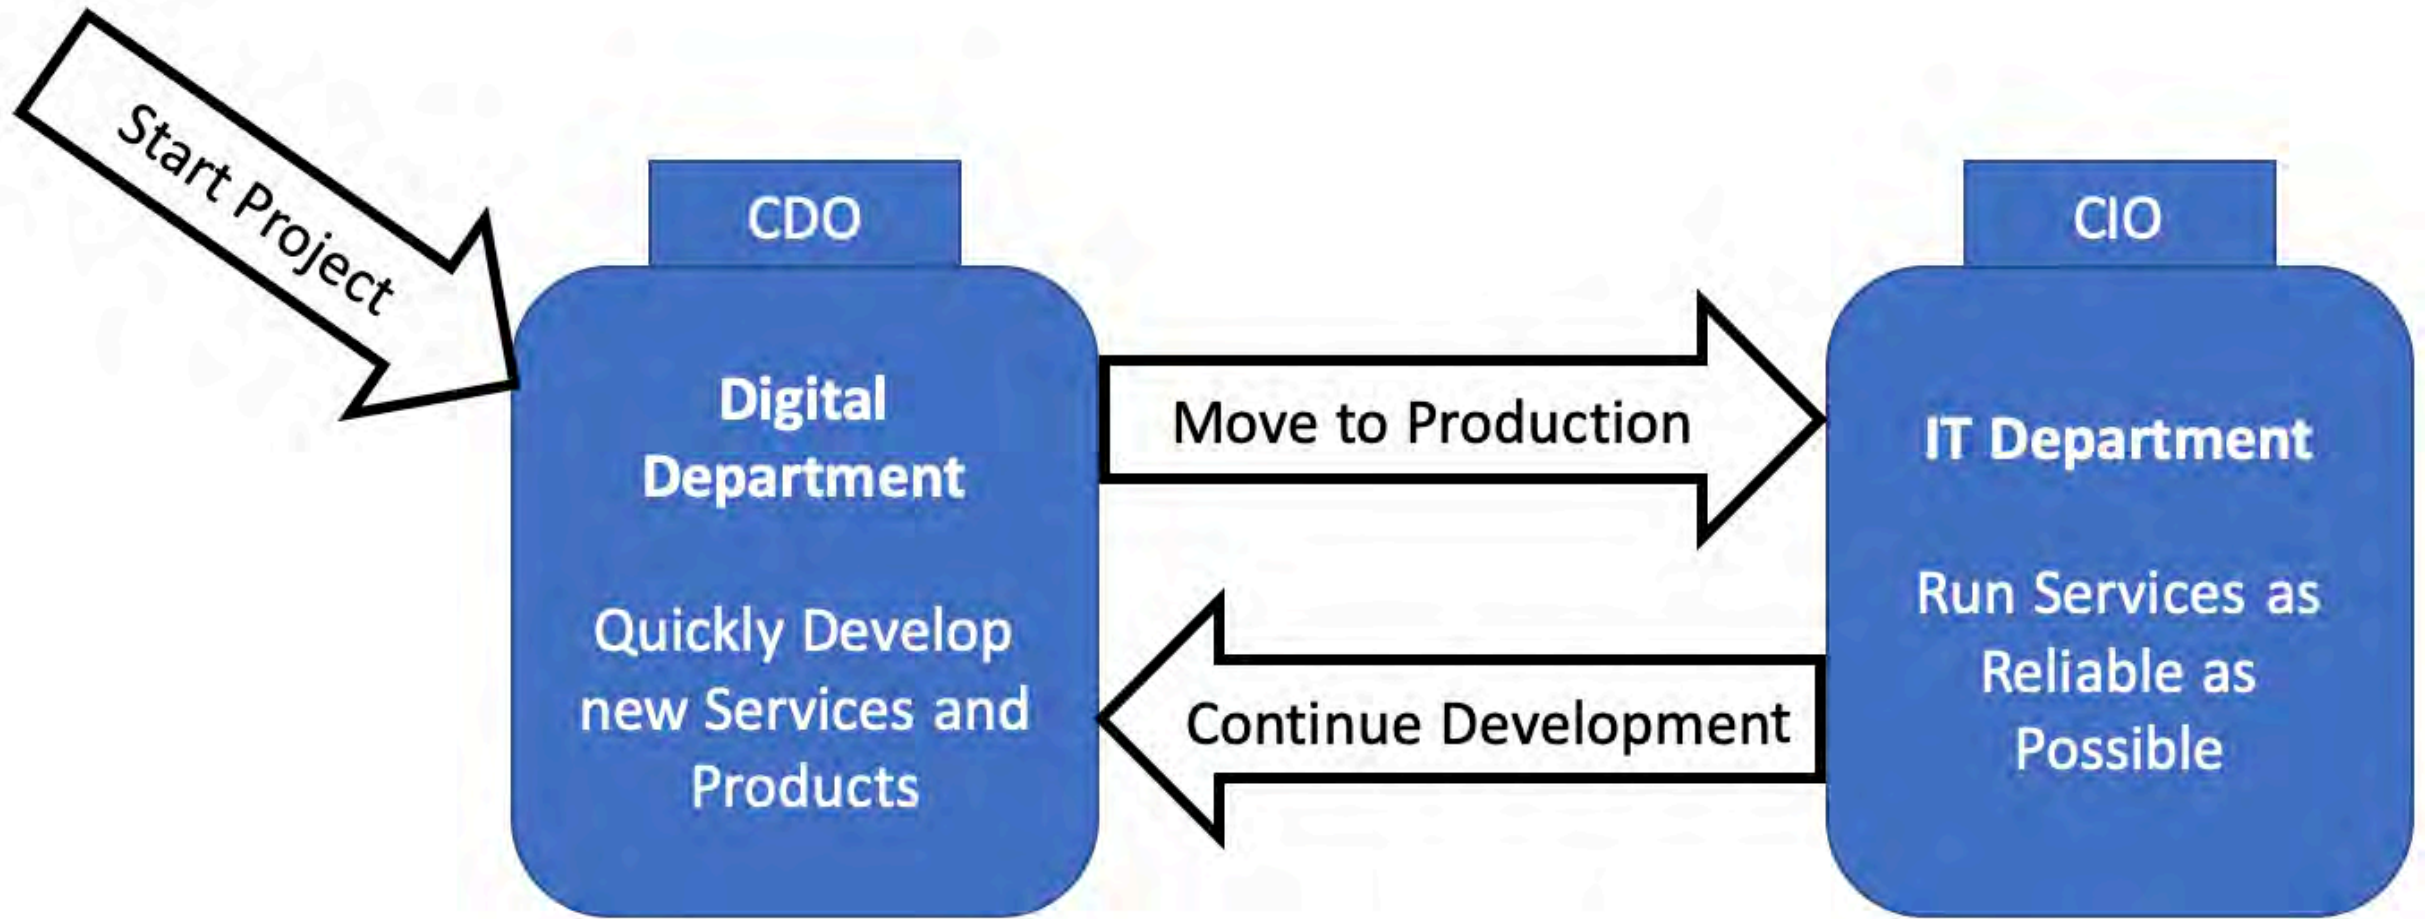 Start Project
CDO
Digital
Department
Quickly Develop
new Services and
Products
Move to Production
Continue Development
CIO
IT Department
Run Services as
Reliable as
Possible